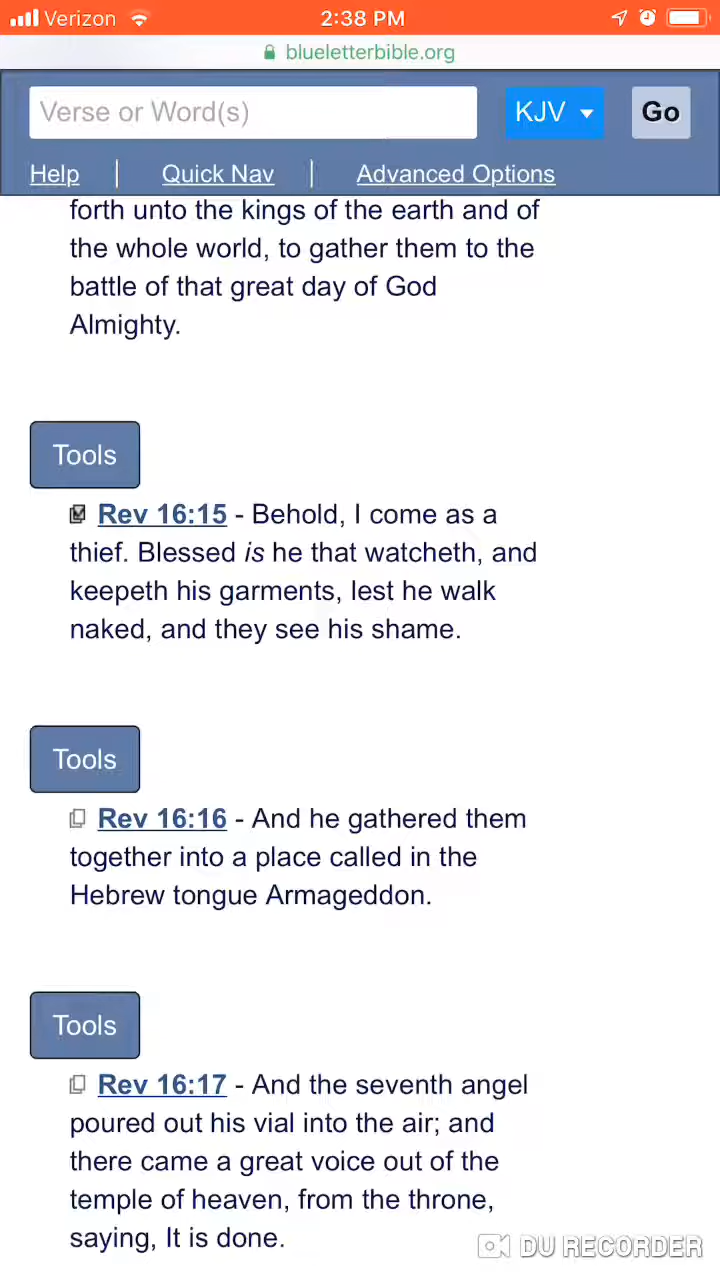 Verizon 2:38 PM
blueletterbible.org
Verse or Word(s) KJV Go
Help | Quick Nav | Advanced Options
forth unto the kings of the earth and of
the whole world, to gather them to the
battle of that great day of God
Almighty.
Tools
Rev 16:15 - Behold, I come as a
thief. Blessed is he that watcheth, and
keepeth his garments, lest he walk
naked, and they see his shame.
Tools
Rev 16:16 - And he gathered them
together into a place called in the
Hebrew tongue Armageddon.
Tools
Rev 16:17 - And the seventh angel
poured out his vial into the air; and
there came a great voice out of the
temple of heaven, from the throne,
saying, It is done.
DU RECORDER